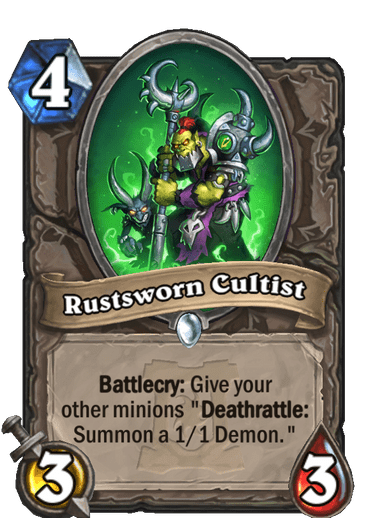 4
Rustsworn Cultist
Battlecry: Give your
other minions "Deathrattle:
Summon a 1/1 Demon."
3
3